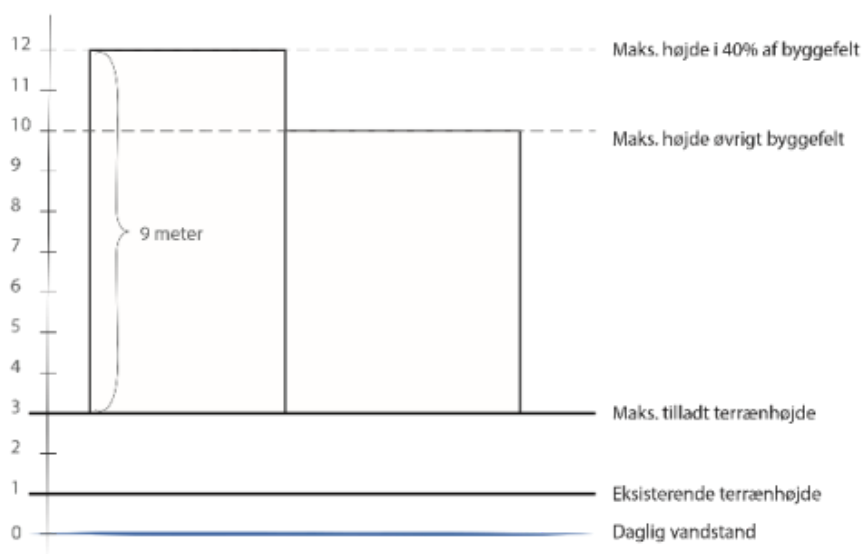 12
Maks. højde i 40% af byggefelt
11
10
Maks. højde øvrigt byggefelt
9
8
9 meter
7
6
5
4
3
Maks. tilladt terrænhøjde
2
1
Eksisterende terrænhøjde
0
Daglig vandstand